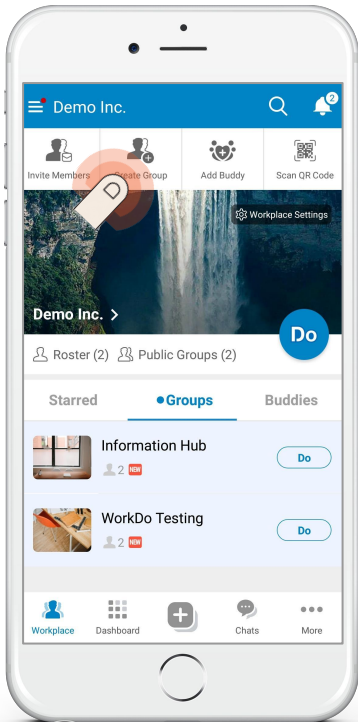 Demo Inc.
2
Invite Members
Create Group
Add Buddy
Scan QR Code
Workplace Settings
Demo Inc. >
Do
Roster (2) Public Groups (2)
Starred
Groups
Buddies
Information Hub
2 NEW
Do
WorkDo Testing
2 NEW
Do
Workplace
Dashboard
Chats
More